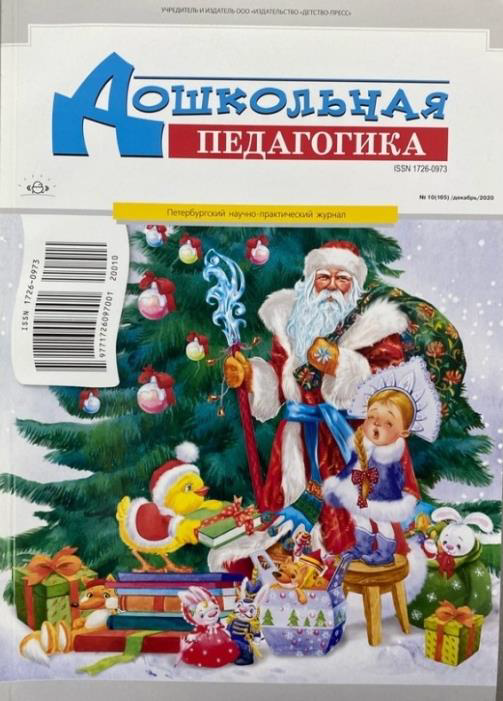 УЧРЕДИТЕЛЬ И ИЗДАТЕЛЬ ООО «ИЗДАТЕЛЬСТВО «ДЕТСТВО-ПРЕСС»
ДОШКОЛЬНАЯ
ПЕДАГОГИКА
ISSN 1726-0973
№ 10(165) /декабрь/2020
Петербургский научно-практический журнал
ISSN 1726-0973
9771726097001 20010